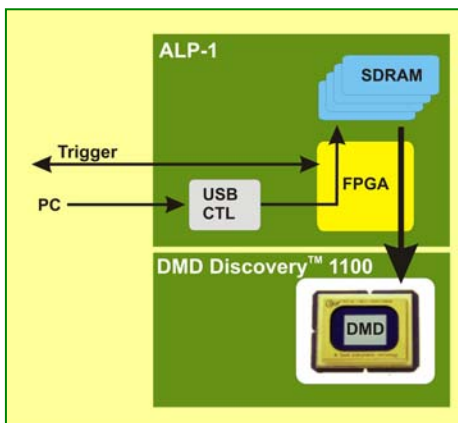 ALP-1
SDRAM
Trigger
FPGA
PC
USB
CTL
DMD Discovery™ 1100
DMD